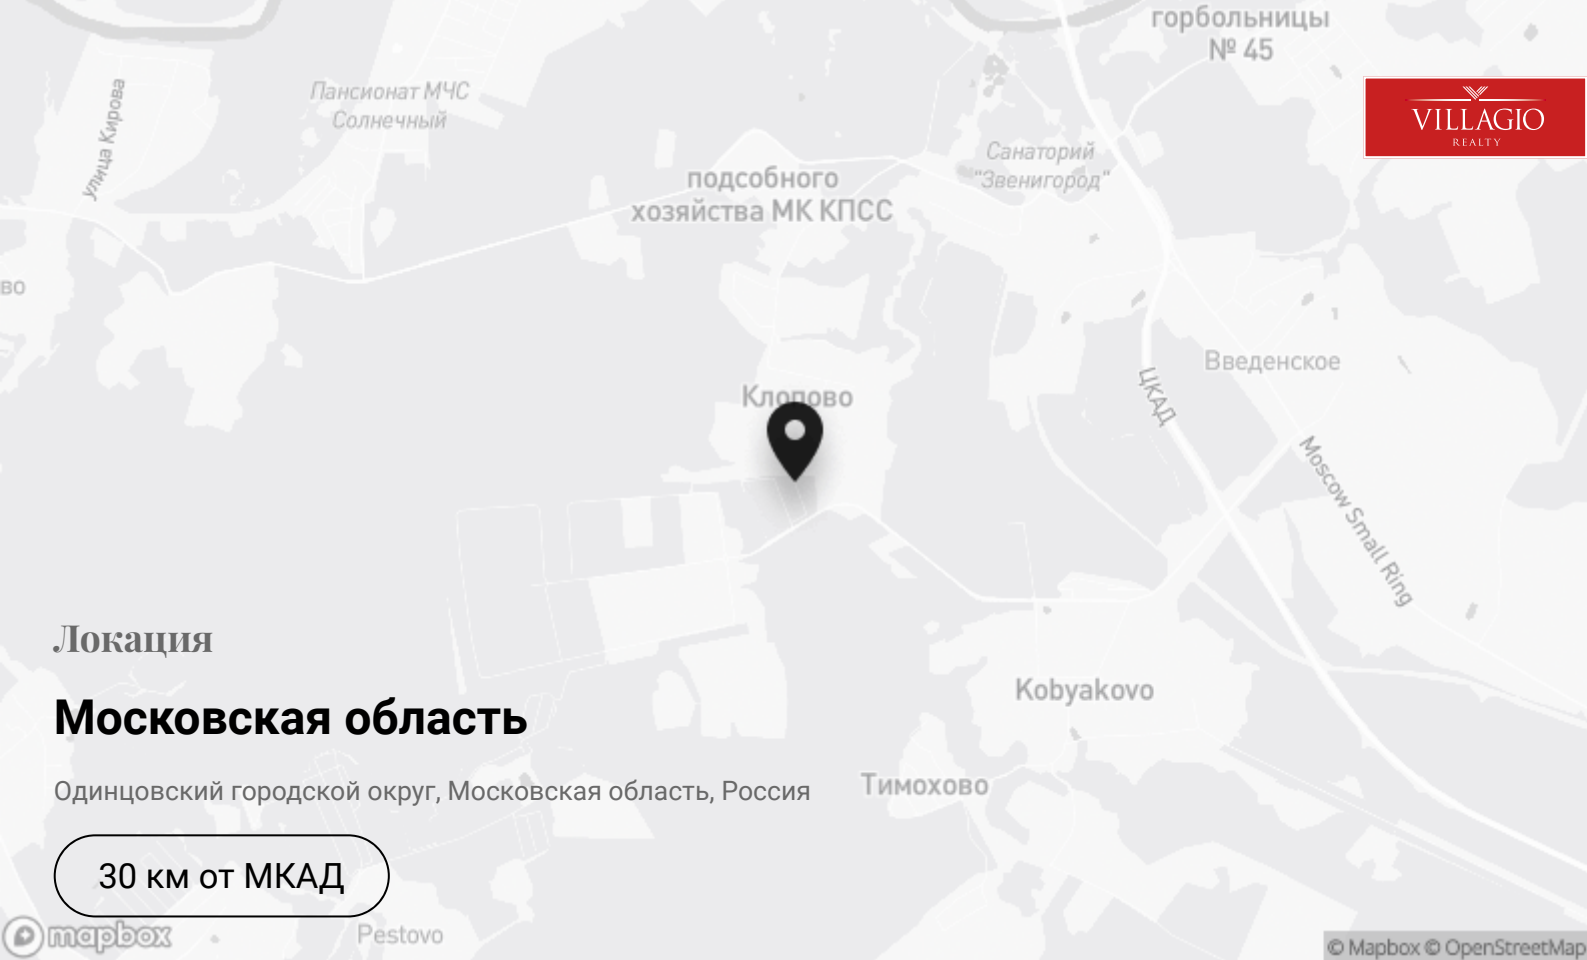 горбольницы
№ 45
VILLAGIO
REALTY
улица Кирова
Пансионат МЧС
Солнечный
Санаторий
"Звенигород"
подсобного
хозяйства МК КПСС
во
Введенское
ЦКАД
Клопово
Moscow Small Ring
Локация
Московская область
Kobyakovo
Одинцовский городской округ, Московская область, Россия
Тимохово
30 км от МКАД
mapbox
Pestovo
© Mapbox © OpenStreetMap